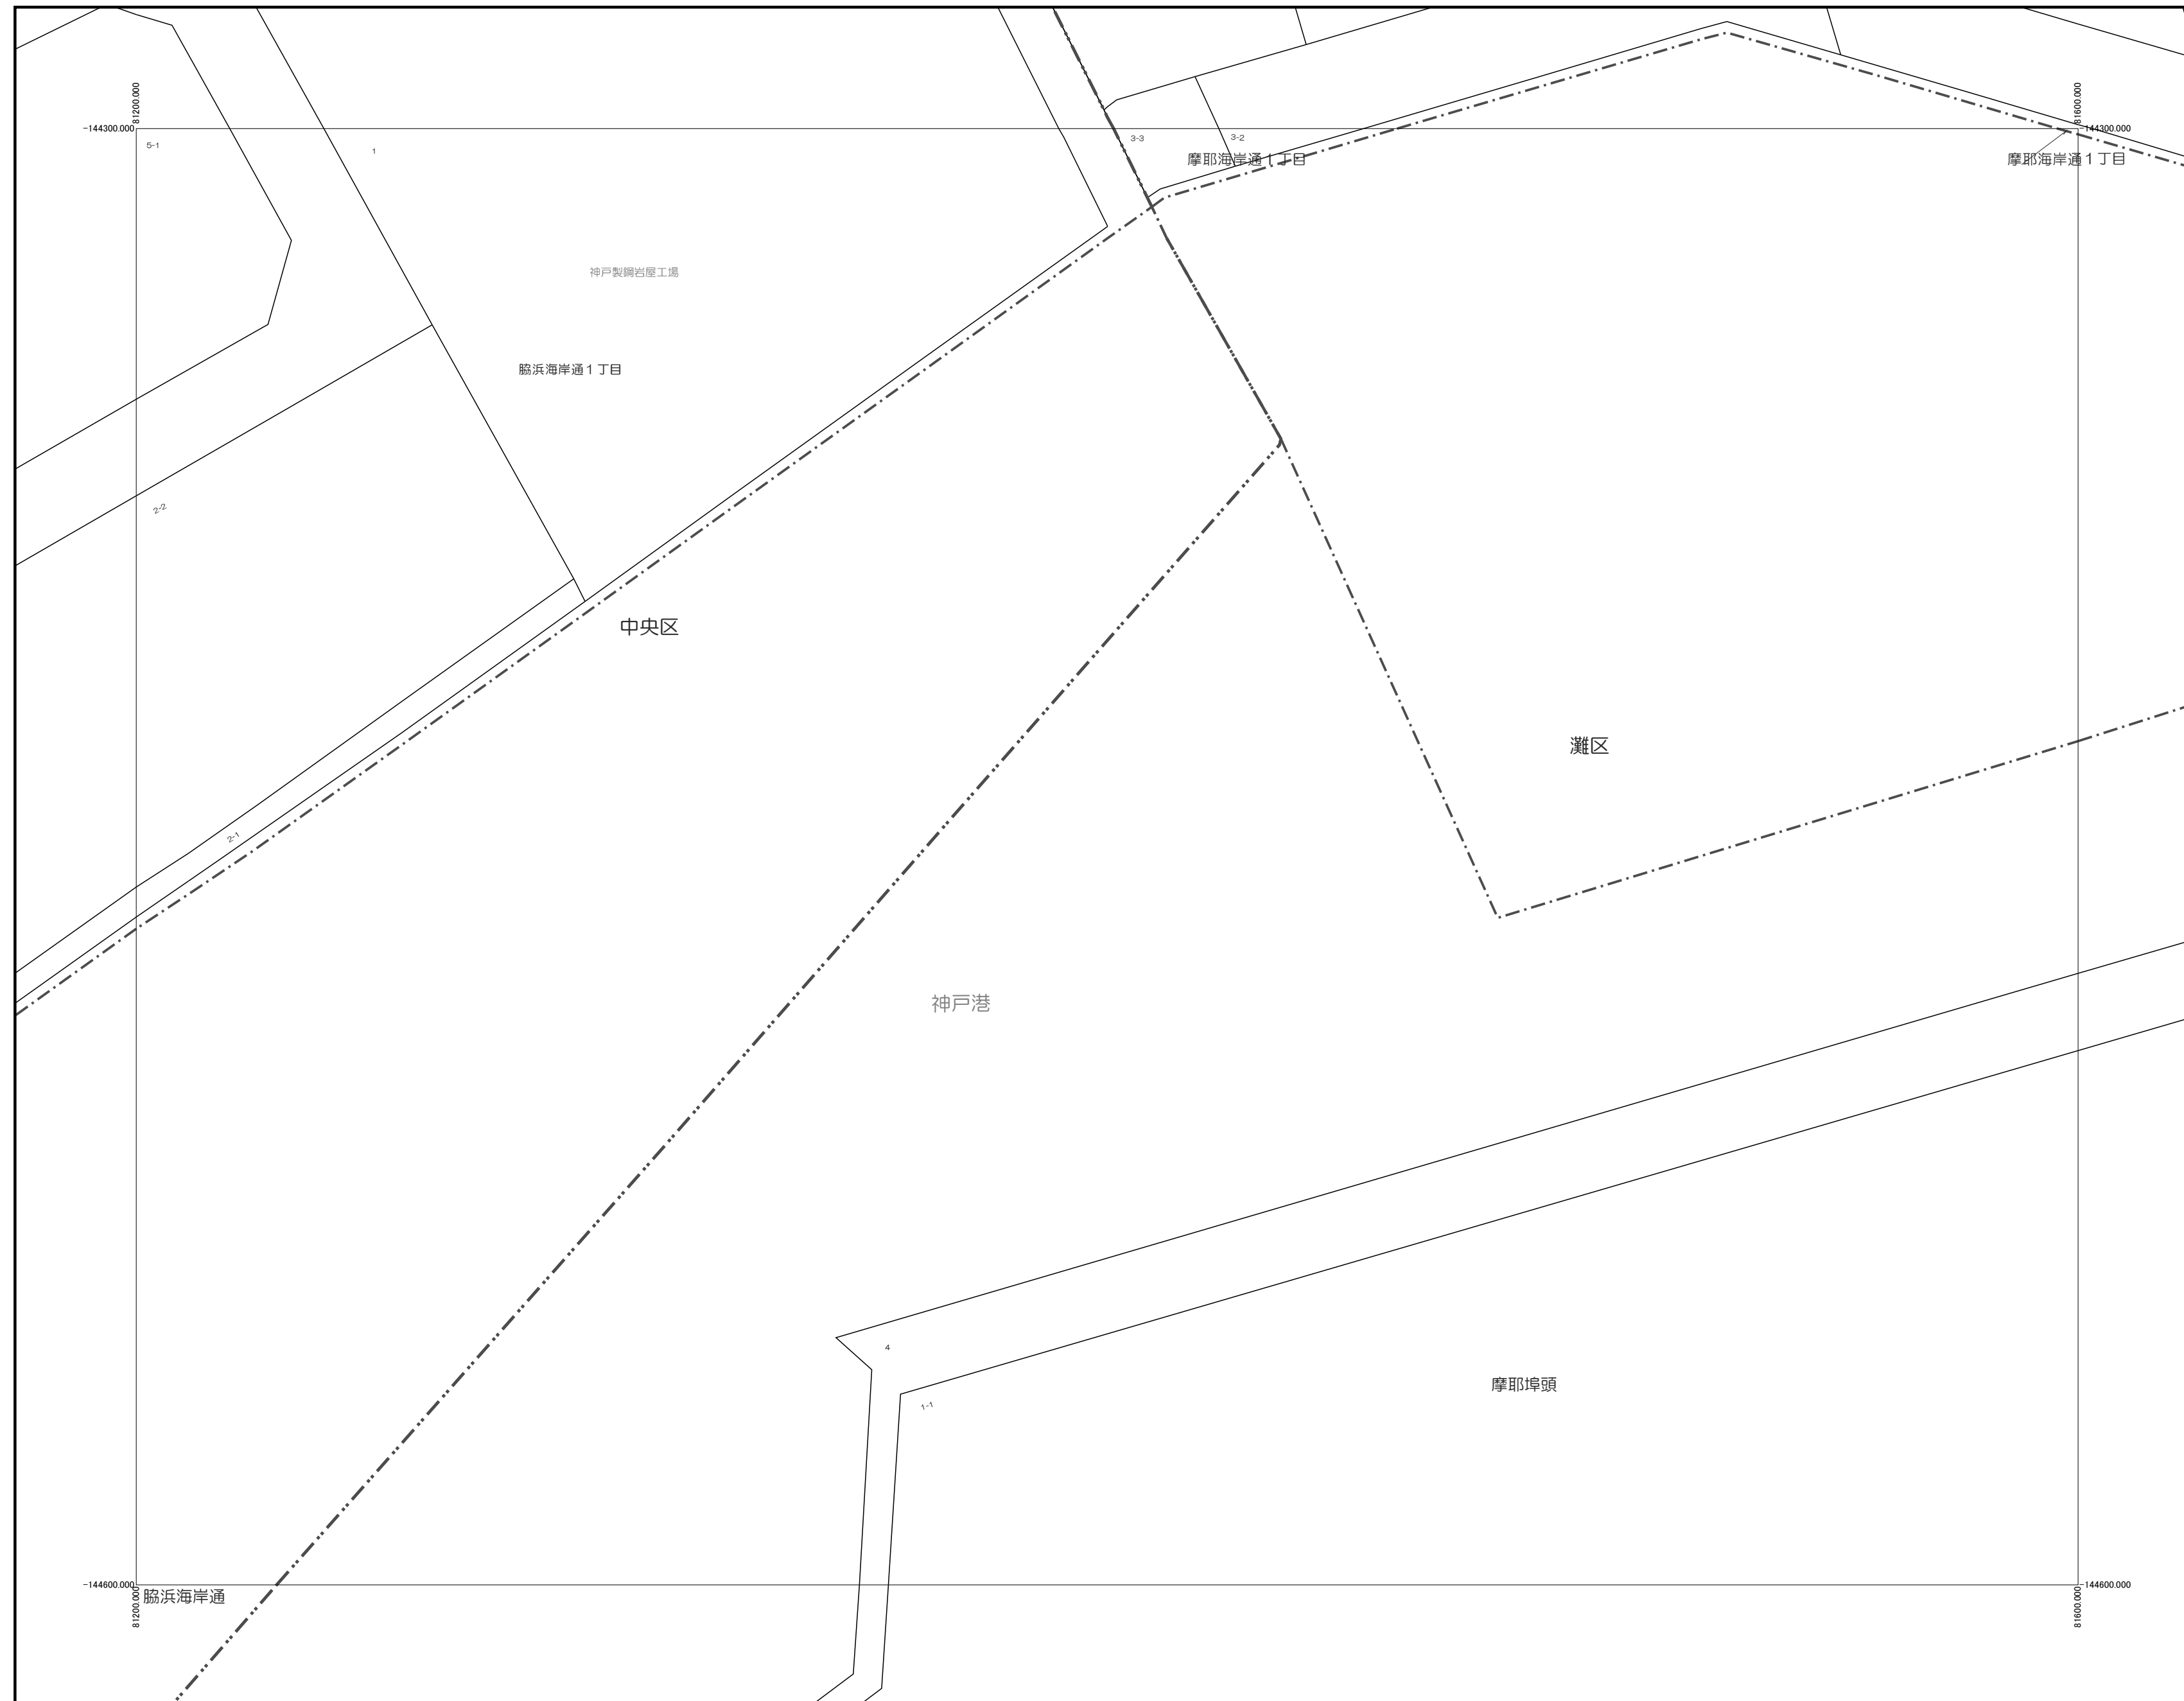 81200.000
81600.000
-144300.000
-144300.000
5-1
1
3-3
3-2
摩耶海岸通1丁目
摩耶海岸通1丁目
神戸製鋼岩屋工場
脇浜海岸通1丁目
2-2
中央区
灘区
2-1
神戸港
4
摩耶埠頭
1-1
-144600.000
-144600.000
脇浜海岸通
81200.000
81600.000